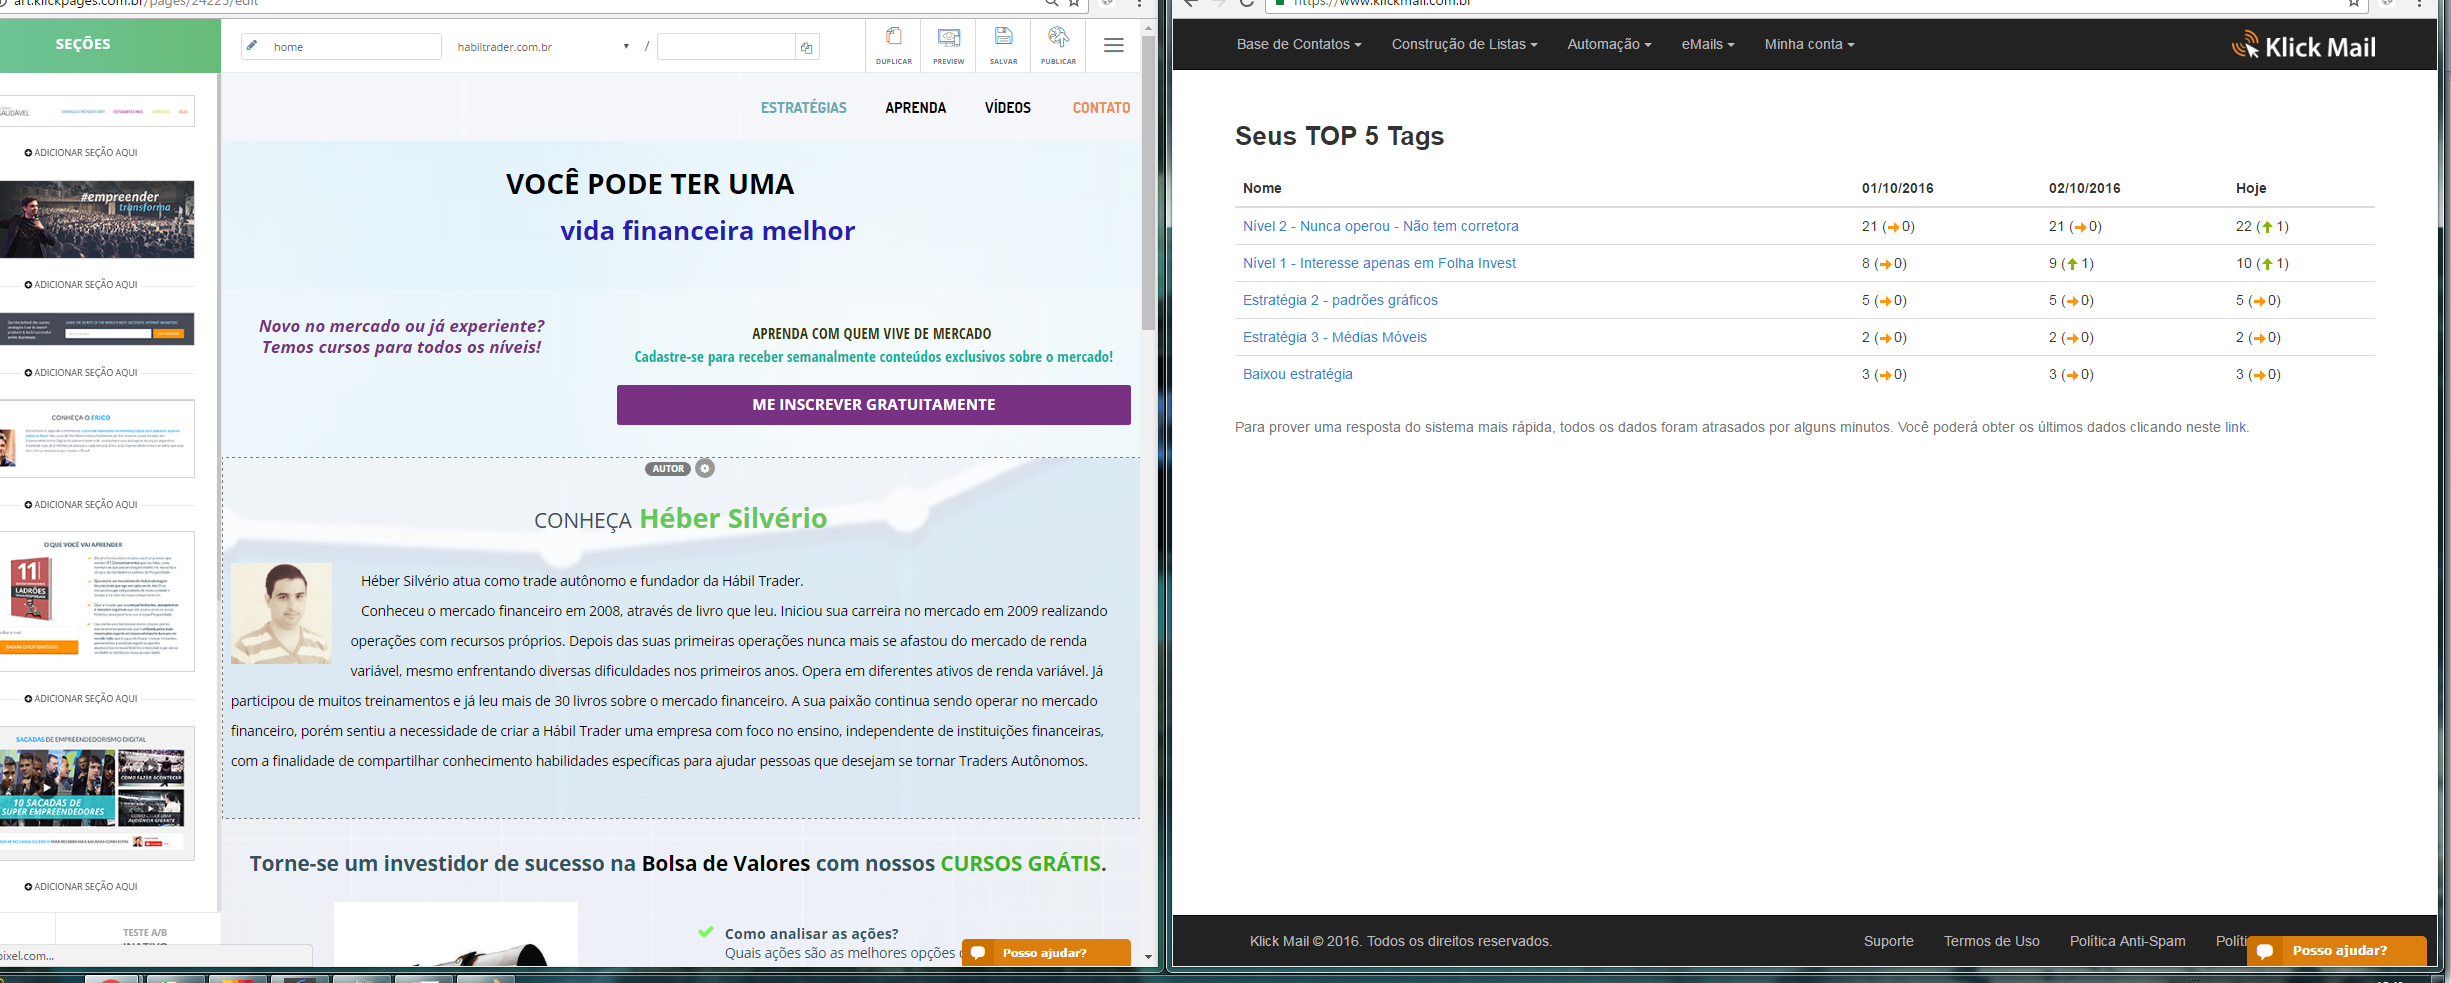 art.klickpages.com.br/pages/24223/edit
SEÇÕES
home
habiltrader.com.br
/
DUPLICAR
PREVIEW
SALVAR
PUBLICAR
SAUDÁVEL
ADICIONAR SEÇÃO AQUI
#empreender
transforma
ADICIONAR SEÇÃO AQUI
ADICIONAR SEÇÃO AQUI
CONHEÇA O ERICO
ADICIONAR SEÇÃO AQUI
O QUE VOCÊ VAI APRENDER
11
LADRÕES
ADICIONAR SEÇÃO AQUI
SACADAS DE EMPREENDEDORISMO DIGITAL
COMO FAZER ACONTECER
10 SACADAS DE
SUPER EMPREENDEDORES
ADICIONAR SEÇÃO AQUI
TESTE A/B
INATIVO
pixel.com...
ESTRATÉGIAS
APRENDA
VÍDEOS
CONTATO
VOCÊ PODE TER UMA
vida financeira melhor
Novo no mercado ou já experiente?
Temos cursos para todos os níveis!
APRENDA COM QUEM VIVE DE MERCADO
Cadastre-se para receber semanalmente conteúdos exclusivos sobre o mercado!
ME INSCREVER GRATUITAMENTE
AUTOR
CONHEÇA Héber Silvério
Héber Silvério atua como trade autônomo e fundador da Hábil Trader.
Conheceu o mercado financeiro em 2008, através de livro que leu. Iniciou sua carreira no mercado em 2009 realizando
operações com recursos próprios. Depois das suas primeiras operações nunca mais se afastou do mercado de renda
variável, mesmo enfrentando diversas dificuldades nos primeiros anos. Opera em diferentes ativos de renda variável. Já
participou de muitos treinamentos e já leu mais de 30 livros sobre o mercado financeiro. A sua paixão continua sendo operar no mercado
financeiro, porém sentiu a necessidade de criar a Hábil Trader uma empresa com foco no ensino, independente de instituições financeiras,
com a finalidade de compartilhar conhecimento habilidades específicas para ajudar pessoas que desejam se tornar Traders Autônomos.
Torne-se um investidor de sucesso na Bolsa de Valores com nossos CURSOS GRÁTIS.
Como analisar as ações?
Quais ações são as melhores opções
Posso ajudar?
https://www.klickmail.com.br
Base de Contatos
Construção de Listas
Automação
eMails
Minha conta
Klick Mail
Seus TOP 5 Tags
Nome 01/10/2016 02/10/2016 Hoje
Nível 2 - Nunca operou - Não tem corretora 21 (0) 21 (0) 22 (1)
Nível 1 - Interesse apenas em Folha Invest 8 (0) 9 (1) 10 (1)
Estratégia 2 - padrões gráficos 5 (0) 5 (0) 5 (0)
Estratégia 3 - Médias Móveis 2 (0) 2 (0) 2 (0)
Baixou estratégia 3 (0) 3 (0) 3 (0)
Para prover uma resposta do sistema mais rápida, todos os dados foram atrasados por alguns minutos. Você poderá obter os últimos dados clicando neste link.
Klick Mail © 2016. Todos os direitos reservados.
Suporte
Termos de Uso
Política Anti-Spam
Políti
Posso ajudar?